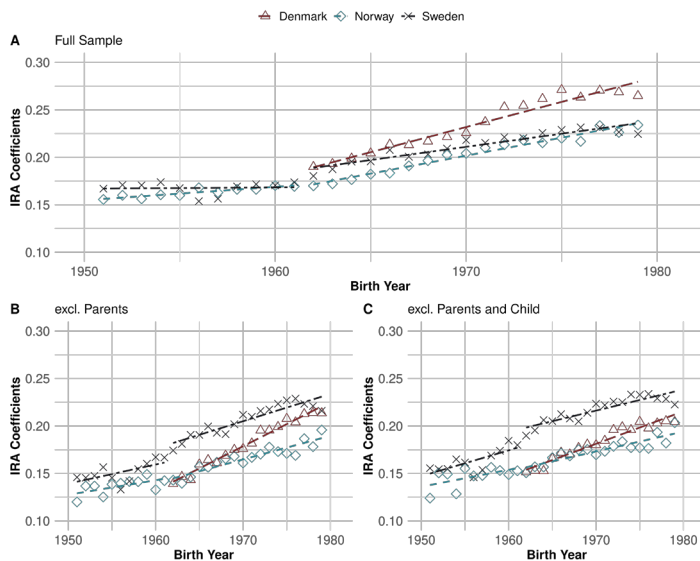 Denmark Norway Sweden
A Full Sample
0.30
0.25
0.20
0.15
0.10
IRA Coefficients
1950 1960 1970 1980
Birth Year
B excl. Parents
0.30
0.25
0.20
0.15
0.10
IRA Coefficients
1950 1960 1970 1980
Birth Year
C excl. Parents and Child
0.30
0.25
0.20
0.15
0.10
IRA Coefficients
1950 1960 1970 1980
Birth Year